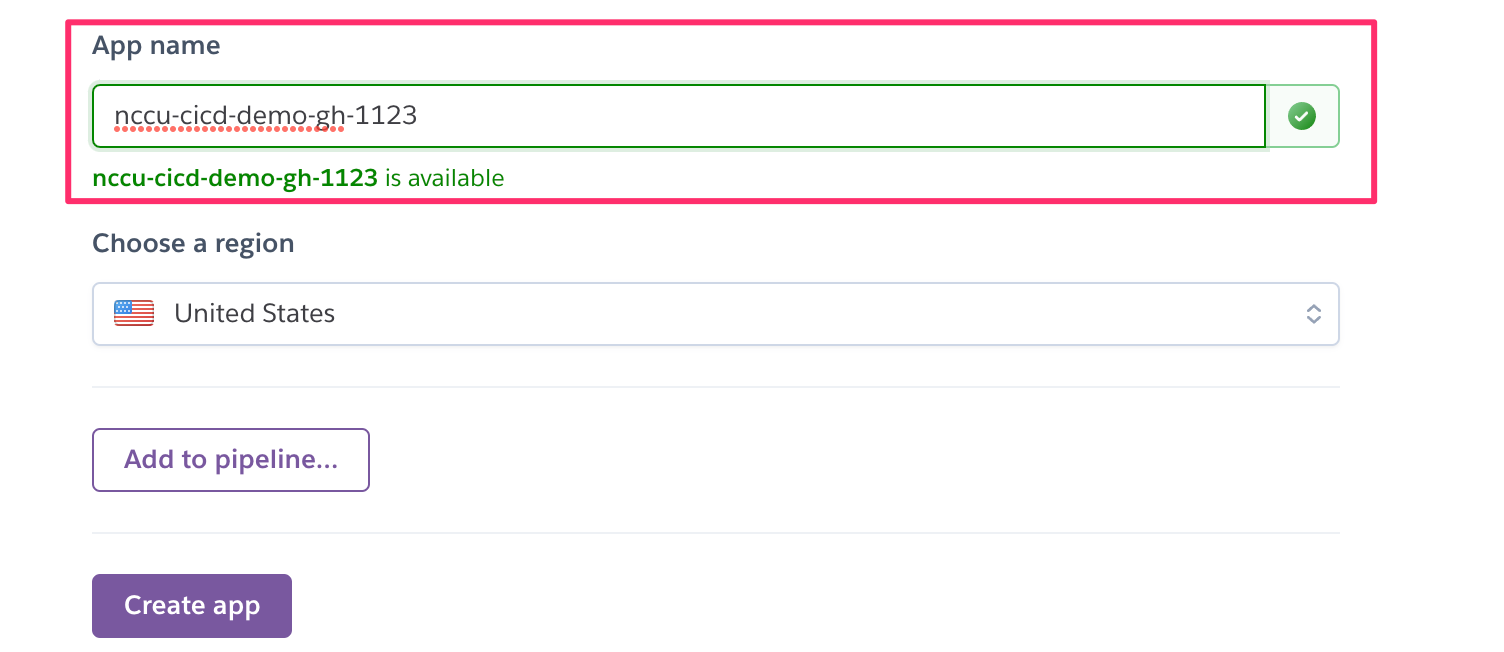 App name
nccu-cicd-demo-gh-1123
nccu-cicd-demo-gh-1123 is available
Choose a region
United States
Add to pipeline...
Create app